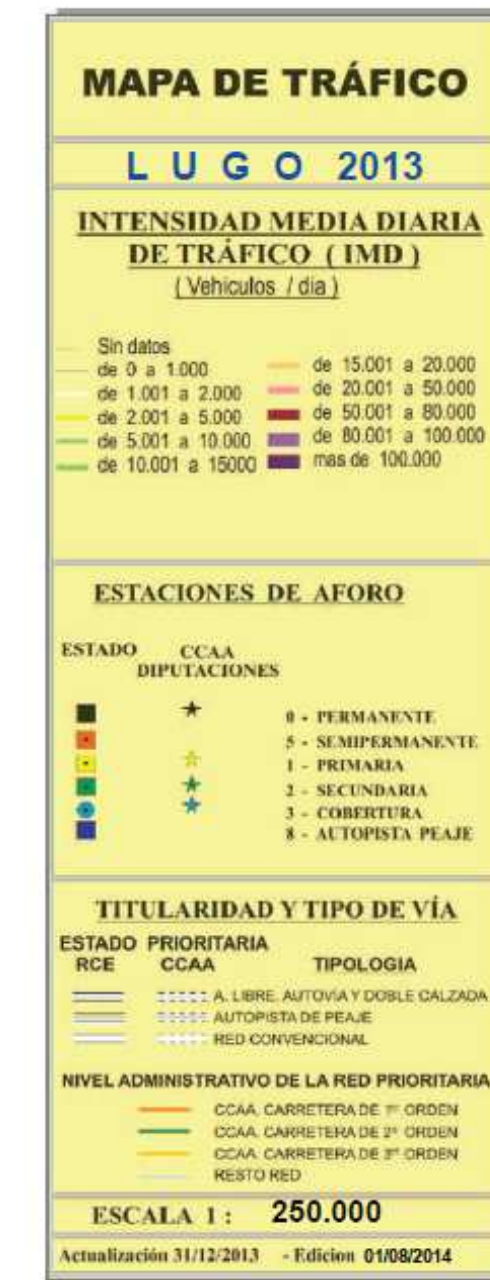 MAPA DE TRÁFICO
L U G O 2013
INTENSIDAD MEDIA DIARIA
DE TRÁFICO ( IMD )
( Vehiculos / dia )
Sin datos
de 0 a 1.000
de 1.001 a 2.000
de 2.001 a 5.000
de 5.001 a 10.000
de 10.001 a 15000
de 15.001 a 20.000
de 20.001 a 50.000
de 50.001 a 80.000
de 80.001 a 100.000
mas de 100.000
ESTACIONES DE AFORO
ESTADO CCAA
DIPUTACIONES
0 - PERMANENTE
5 - SEMIPERMANENTE
1 - PRIMARIA
2 - SECUNDARIA
3 - COBERTURA
8 - AUTOPISTA PEAJE
TITULARIDAD Y TIPO DE VÍA
ESTADO PRIORITARIA
RCE CCAA TIPOLOGIA
A. LIBRE, AUTOVÍA Y DOBLE CALZADA
AUTOPISTA DE PEAJE
RED CONVENCIONAL
NIVEL ADMINISTRATIVO DE LA RED PRIORITARIA
CCAA. CARRETERA DE 1er ORDEN
CCAA. CARRETERA DE 2º ORDEN
CCAA. CARRETERA DE 3er ORDEN
RESTO RED
ESCALA 1 : 250.000
Actualización 31/12/2013 - Edicion 01/08/2014